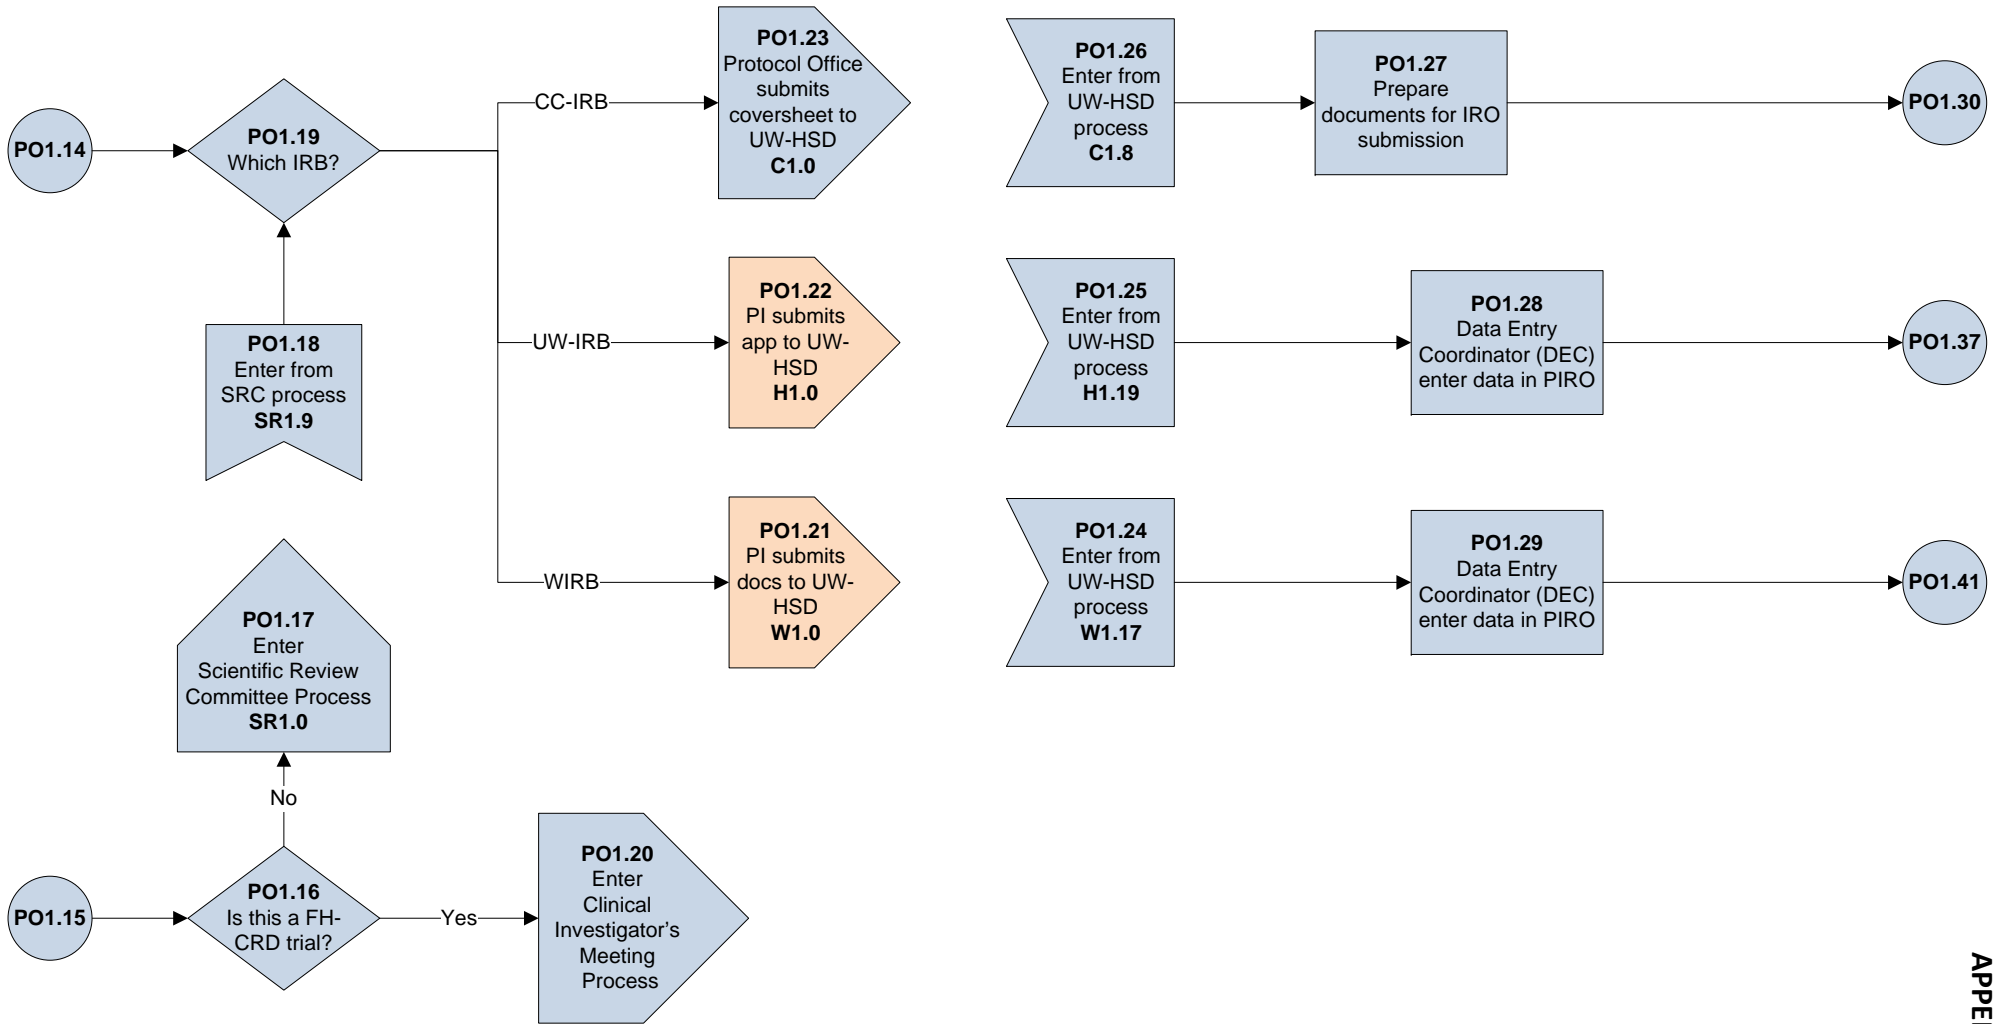 PO1.14
PO1.19
Which IRB?
CC-IRB
PO1.23
Protocol Office
submits
coversheet to
UW-HSD
C1.0
PO1.26
Enter from
UW-HSD
process
C1.8
PO1.27
Prepare
documents for IRO
submission
PO1.30
PO1.18
Enter from
SRC process
SR1.9
UW-IRB
PO1.22
PI submits
app to UW-
HSD
H1.0
PO1.25
Enter from
UW-HSD
process
H1.19
PO1.28
Data Entry
Coordinator (DEC)
enter data in PIRO
PO1.37
WIRB
PO1.21
PI submits
docs to UW-
HSD
W1.0
PO1.24
Enter from
UW-HSD
process
W1.17
PO1.29
Data Entry
Coordinator (DEC)
enter data in PIRO
PO1.41
PO1.17
Enter
Scientific Review
Committee Process
SR1.0
No
PO1.15
PO1.16
Is this a FH-
CRD trial?
Yes
PO1.20
Enter
Clinical
Investigator's
Meeting
Process